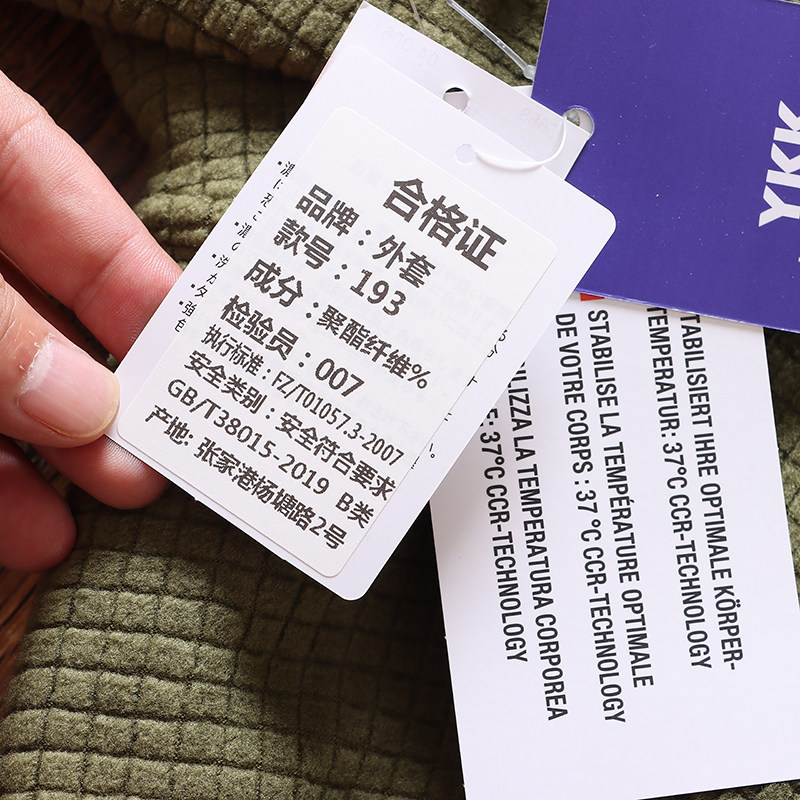 合格证
品牌：外套
款号：193
成分：聚酯纤维%
检验员：007
执行标准：FZ/T01057.3-2007
安全类别：安全符合要求
GB/T38015-2019 B类
产地：张家港炀塘路2号
YKK
TABILISIERT IHRE OPTIMALE KÖRPER-
TEMPERATUR: 37°C CCR-TECHNOLOGY
STABILISE LA TEMPÉRATURE OPTIMALE
DE VOTRE CORPS : 37 °C CCR-TECHNOLOGY
ILIZZA LA TEMPERATURA CORPOREA
E: 37°C CCR-TECHNOLOGY